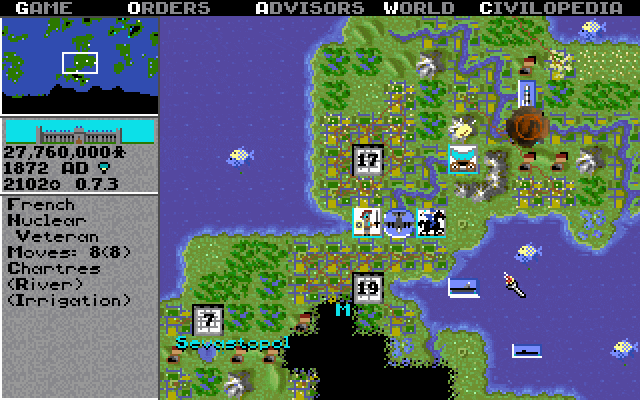 GAME ORDERS ADVISORS WORLD CIVILOPEDIA
27,760,000
1872 AD
2102 0.7.3
French
Nuclear
Veteran
Moves: 8(8)
Chartres
(River)
(Irrigation)
17
19
M
7
Sevastopol